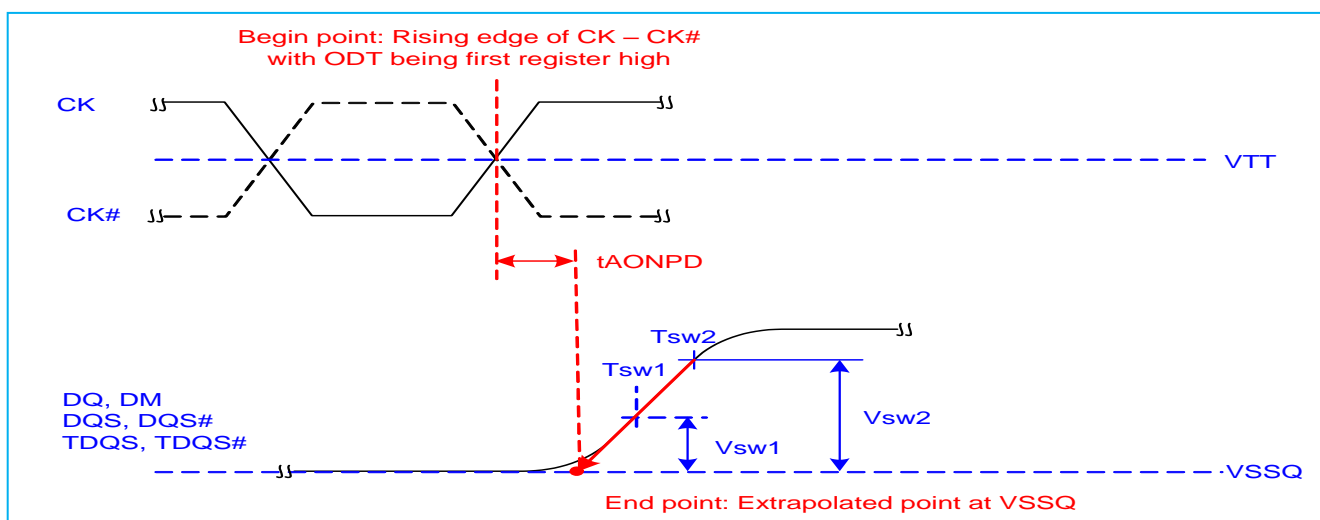 Begin point: Rising edge of CK – CK#
with ODT being first register high
CK
VTT
CK#
tAONPD
Tsw2
Tsw1
DQ, DM
DQS, DQS#
TDQS, TDQS#
Vsw2
Vsw1
VSSQ
End point: Extrapolated point at VSSQ